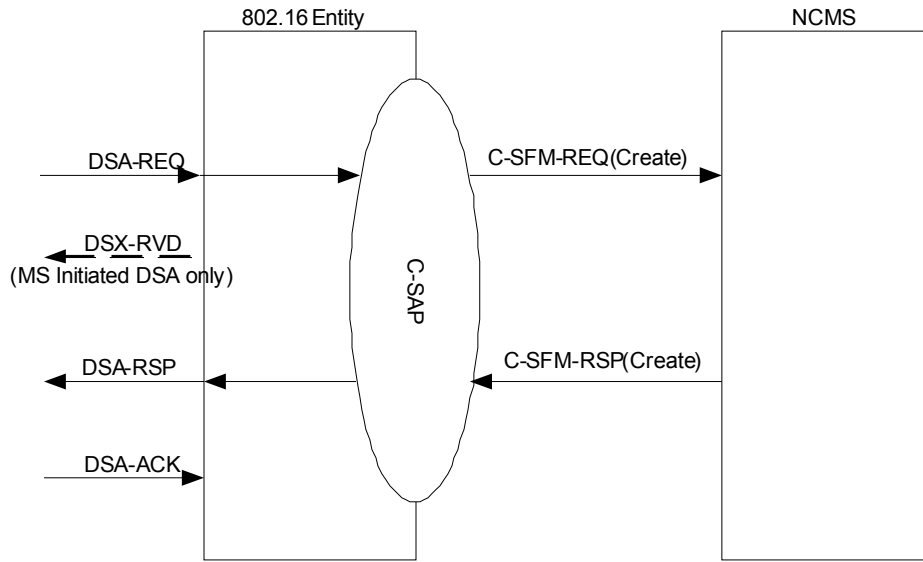 802.16 Entity
NCMS
DSA-REQ
C-SFM-REQ(Create)
DSX-RVD
(MS Initiated DSA only)
C-SAP
DSA-RSP
C-SFM-RSP(Create)
DSA-ACK